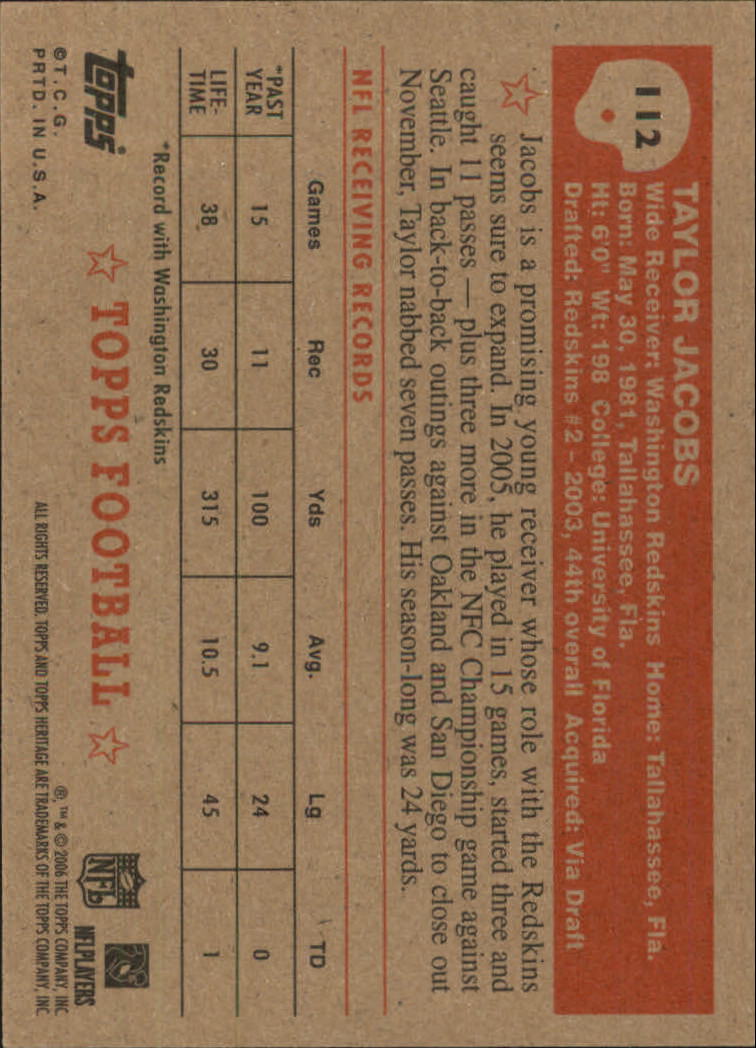 112
TAYLOR JACOBS
Wide Receiver: Washington Redskins Home: Tallahassee, Fla.
Born: May 30, 1981, Tallahassee, Fla.
Ht: 6'0" Wt: 198 College: University of Florida
Drafted: Redskins #2 – 2003, 44th overall Acquired: Via Draft
Jacobs is a promising young receiver whose role with the Redskins
seems sure to expand. In 2005, he played in 15 games, started three and
caught 11 passes — plus three more in the NFC Championship game against
Seattle. In back-to-back outings against Oakland and San Diego to close out
November, Taylor nabbed seven passes. His season-long was 24 yards.
NFL RECEIVING RECORDS
Games Rec Yds Avg. Lg TD
*PAST YEAR 15 11 100 9.1 24 0
LIFE-TIME 38 30 315 10.5 45 1
*Record with Washington Redskins
topps
©T.C.G.
PRTD. IN U.S.A.
TOPPS FOOTBALL
NFL
NFLPLAYERS
®, ™ & © 2006 THE TOPPS COMPANY, INC
ALL RIGHTS RESERVED, TOPPS AND TOPPS HERITAGE ARE TRADEMARKS OF THE TOPPS COMPANY, INC